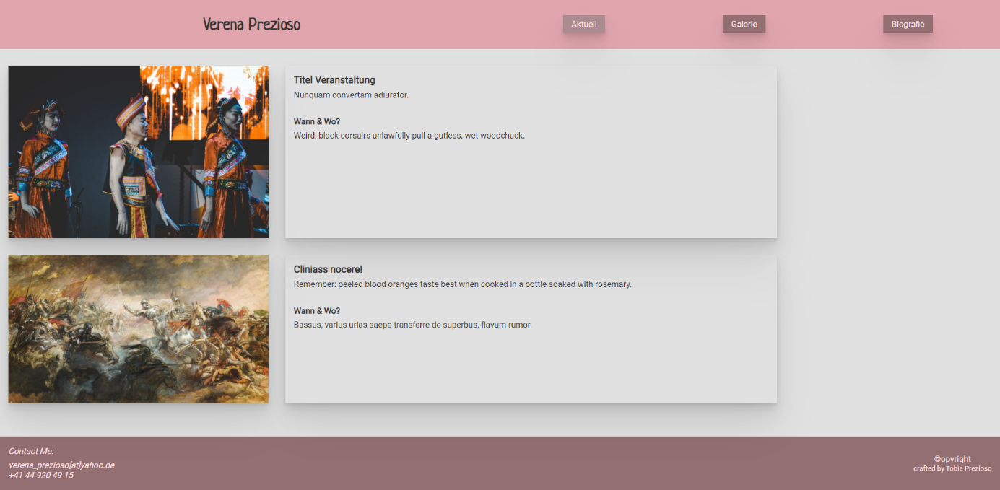 Verena Prezioso
Aktuell
Galerie
Biografie
Titel Veranstaltung
Nunquam convertam adiurator.
Wann & Wo?
Weird, black corsairs unlawfully pull a gutless, wet woodchuck.
Cliniass nocere!
Remember: peeled blood oranges taste best when cooked in a bottle soaked with rosemary.
Wann & Wo?
Bassus, varius urias saepe transferre de superbus, flavum rumor.
Contact Me:
verena_prezioso[at]yahoo.de
+41 44 920 49 15
©opyright
crafted by Tobia Prezioso